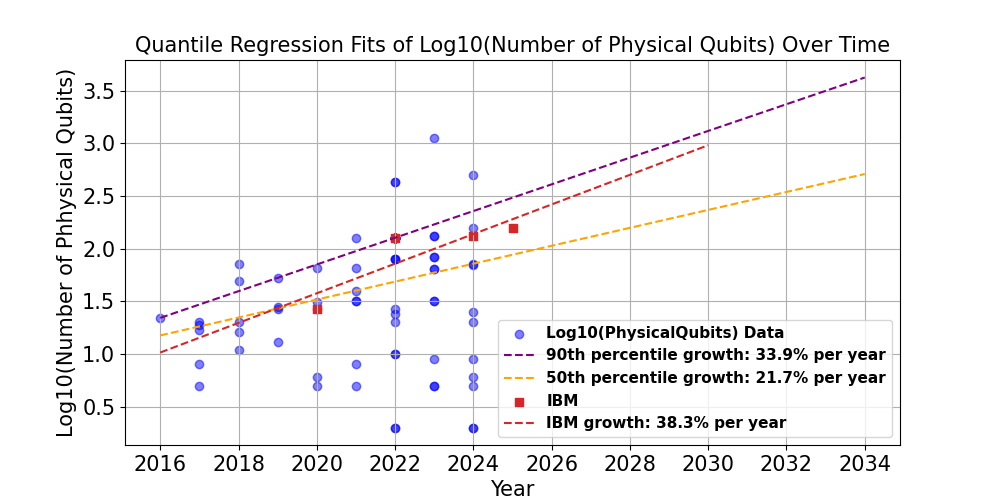 Quantile Regression Fits of Log10(Number of Physical Qubits) Over Time
Log10(Number of Phhysical Qubits)
3.5
3.0
2.5
2.0
1.5
1.0
0.5
Log10(PhysicalQubits) Data
90th percentile growth: 33.9% per year
50th percentile growth: 21.7% per year
IBM
IBM growth: 38.3% per year
2016 2018 2020 2022 2024 2026 2028 2030 2032 2034
Year